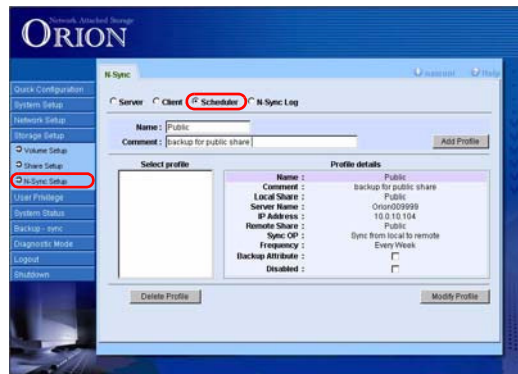 Network Attached Storage
ORION
N-Sync
Help
Quick Configuration
System Setup
Network Setup
Storage Setup
Volume Setup
Share Setup
N-Sync Setup
User Privilege
System Status
Backup - sync
Diagnostic Mode
Logout
Shutdown
Server Client Scheduler N-Sync Log
Name : Public
Comment : backup for public share
Add Profile
Select profile
Profile details
Name : Public
Comment : backup for public share
Local Share : Public
Server Name : Orion009999
IP Address : 10.0.10.104
Remote Share : Public
Sync OP : Sync from local to remote
Frequency : Every Week
Backup Attribute :
Disabled :
Delete Profile
Modify Profile